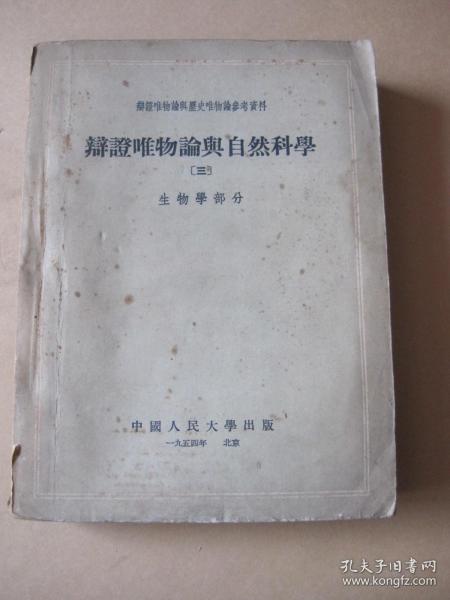 辯證唯物論與歷史唯物論參考資料
辯證唯物論與自然科學
〔三〕
生物學部分
中國人民大學出版
一九五四年 北京
孔夫子旧书网
www.kongfz.com